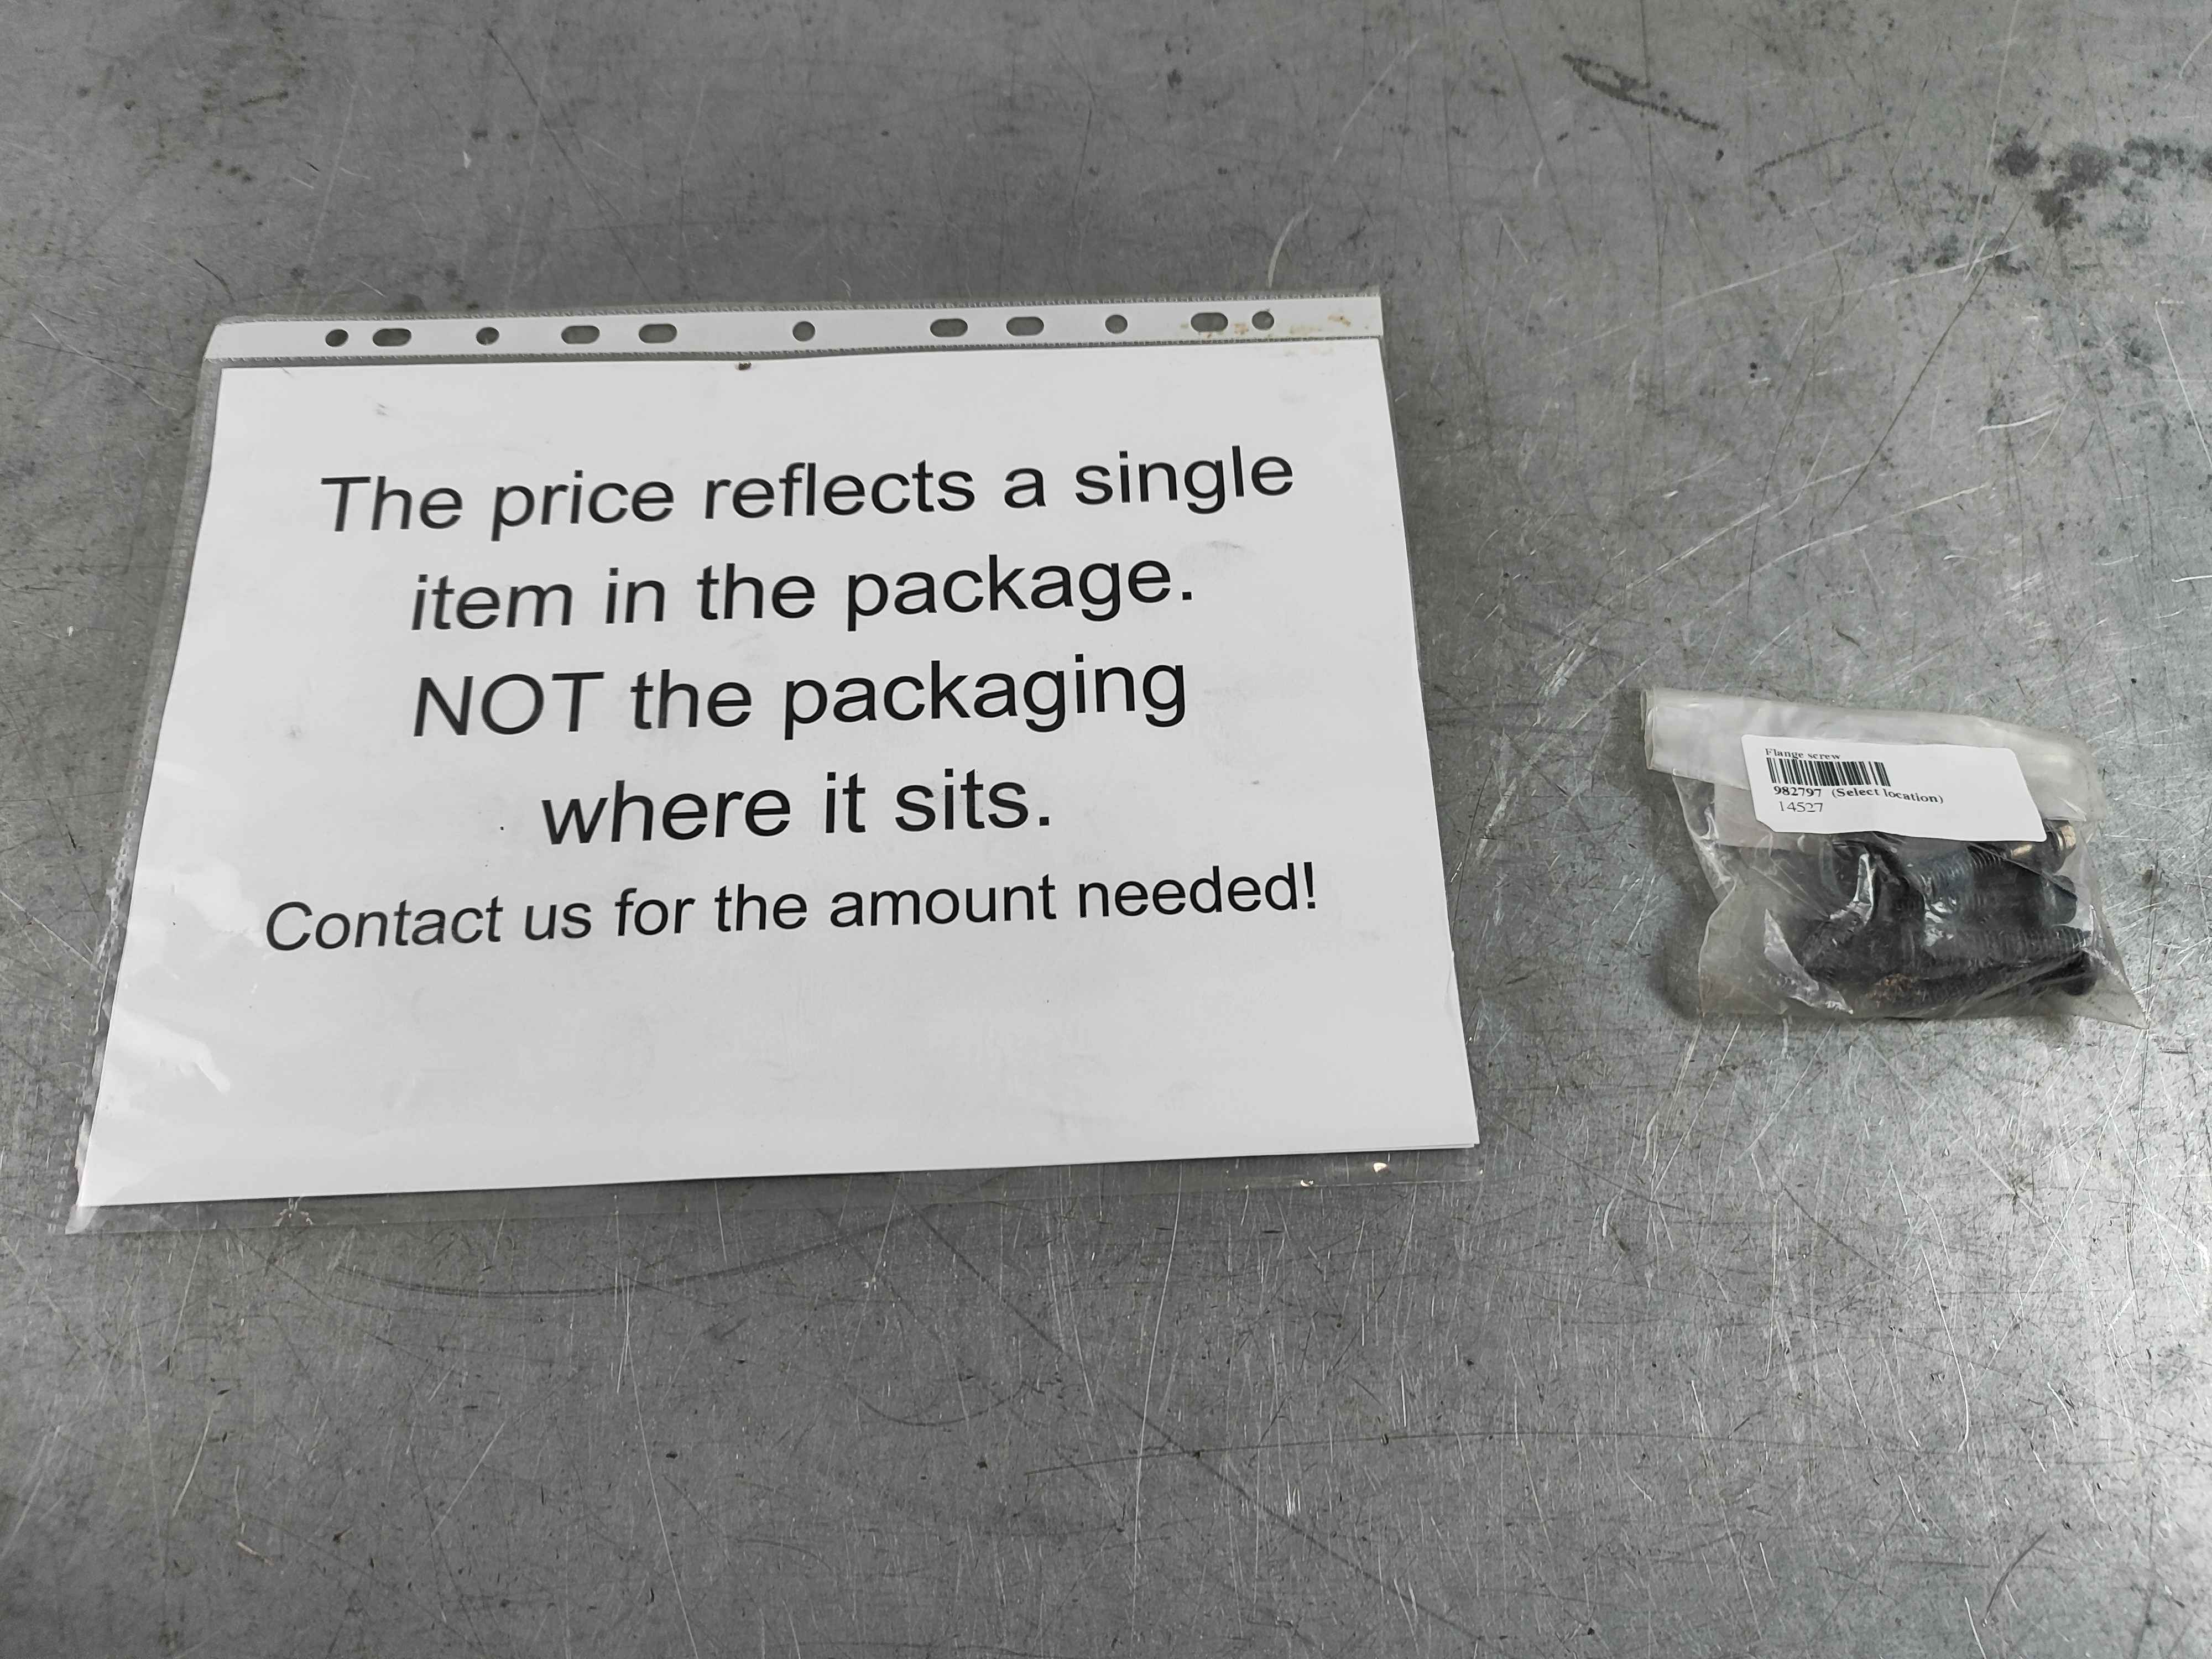 The price reflects a single
item in the package.
NOT the packaging
where it sits.
Contact us for the amount needed!
Flange screw
982797 (Select location)
14527